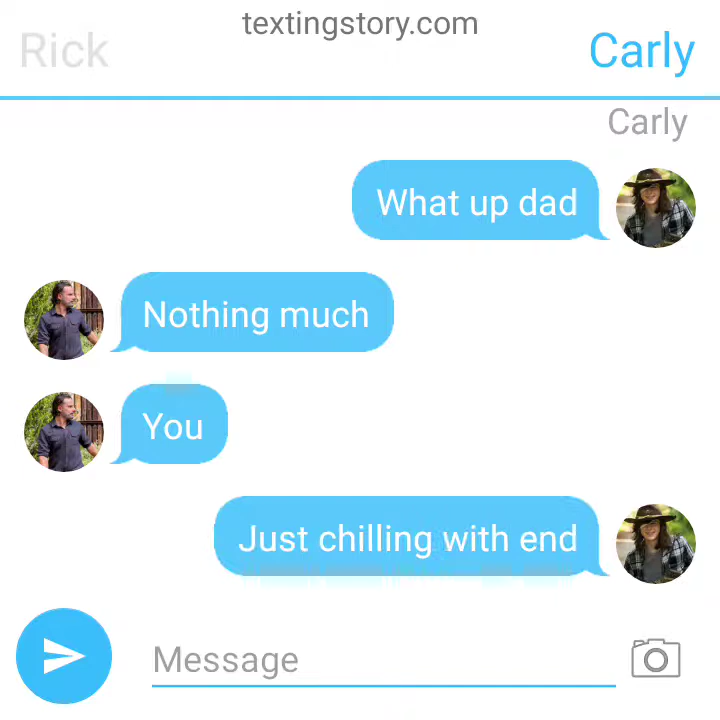 textingstory.com
Rick
Carly
Carly
What up dad
Nothing much
You
Just chilling with end
Message